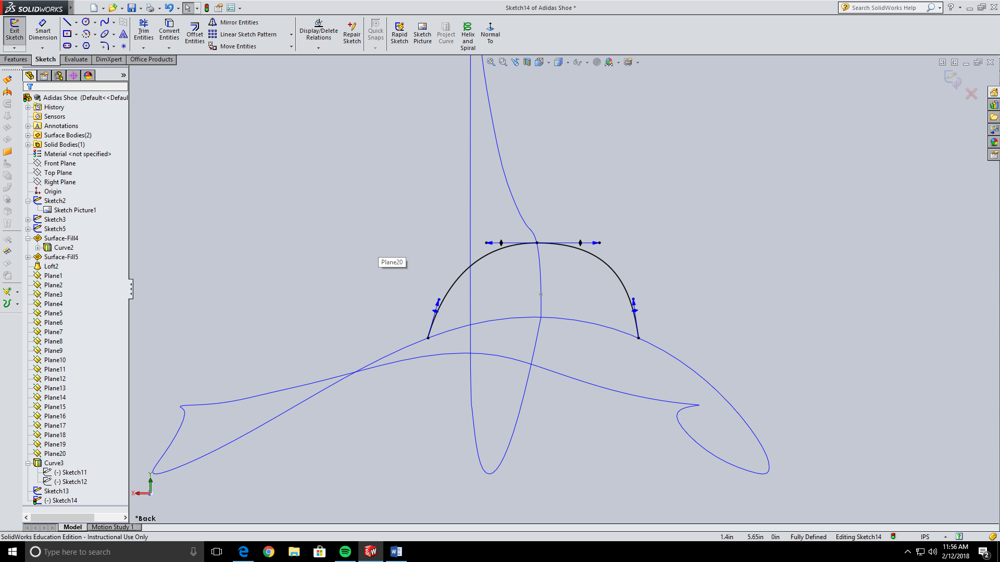 SOLIDWORKS
Sketch14 of Adidas Shoe *
Search SolidWorks Help
Exit Sketch
Smart Dimension
Trim Entities
Convert Entities
Offset Entities
Mirror Entities
Linear Sketch Pattern
Move Entities
Display/Delete Relations
Repair Sketch
Quick Snaps
Rapid Sketch
Sketch Picture
Project Curve
Helix and Spiral
Normal To
Features
Sketch
Evaluate
DimXpert
Office Products
Adidas Shoe (Default<<Defaul
History
Sensors
Annotations
Surface Bodies(2)
Solid Bodies(1)
Material <not specified>
Front Plane
Top Plane
Right Plane
Origin
Sketch2
Sketch Picture1
Sketch3
Sketch5
Surface-Fill4
Curve2
Surface-Fill5
Loft2
Plane1
Plane2
Plane3
Plane4
Plane5
Plane6
Plane7
Plane8
Plane9
Plane10
Plane11
Plane12
Plane13
Plane14
Plane15
Plane16
Plane17
Plane18
Plane19
Plane20
Curve3
(-) Sketch11
(-) Sketch12
Sketch13
(-) Sketch14
Plane20
Y
X
*Back
Model
Motion Study 1
SolidWorks Education Edition - Instructional Use Only
1.4in 5.65in 0in Fully Defined Editing Sketch14 IPS
Type here to search
11:56 AM
2/12/2018
2